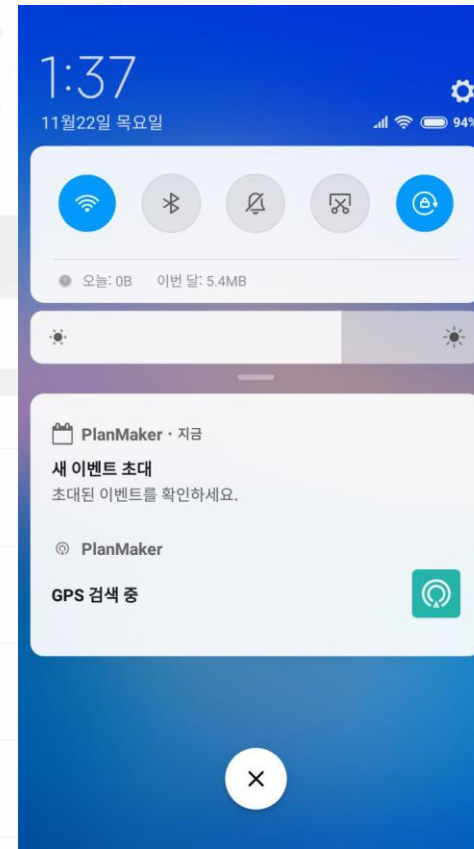 1:37
11월22일 목요일
94%
오늘: 0B 이번 달: 5.4MB
PlanMaker · 지금
새 이벤트 초대
초대된 이벤트를 확인하세요.
PlanMaker
GPS 검색 중